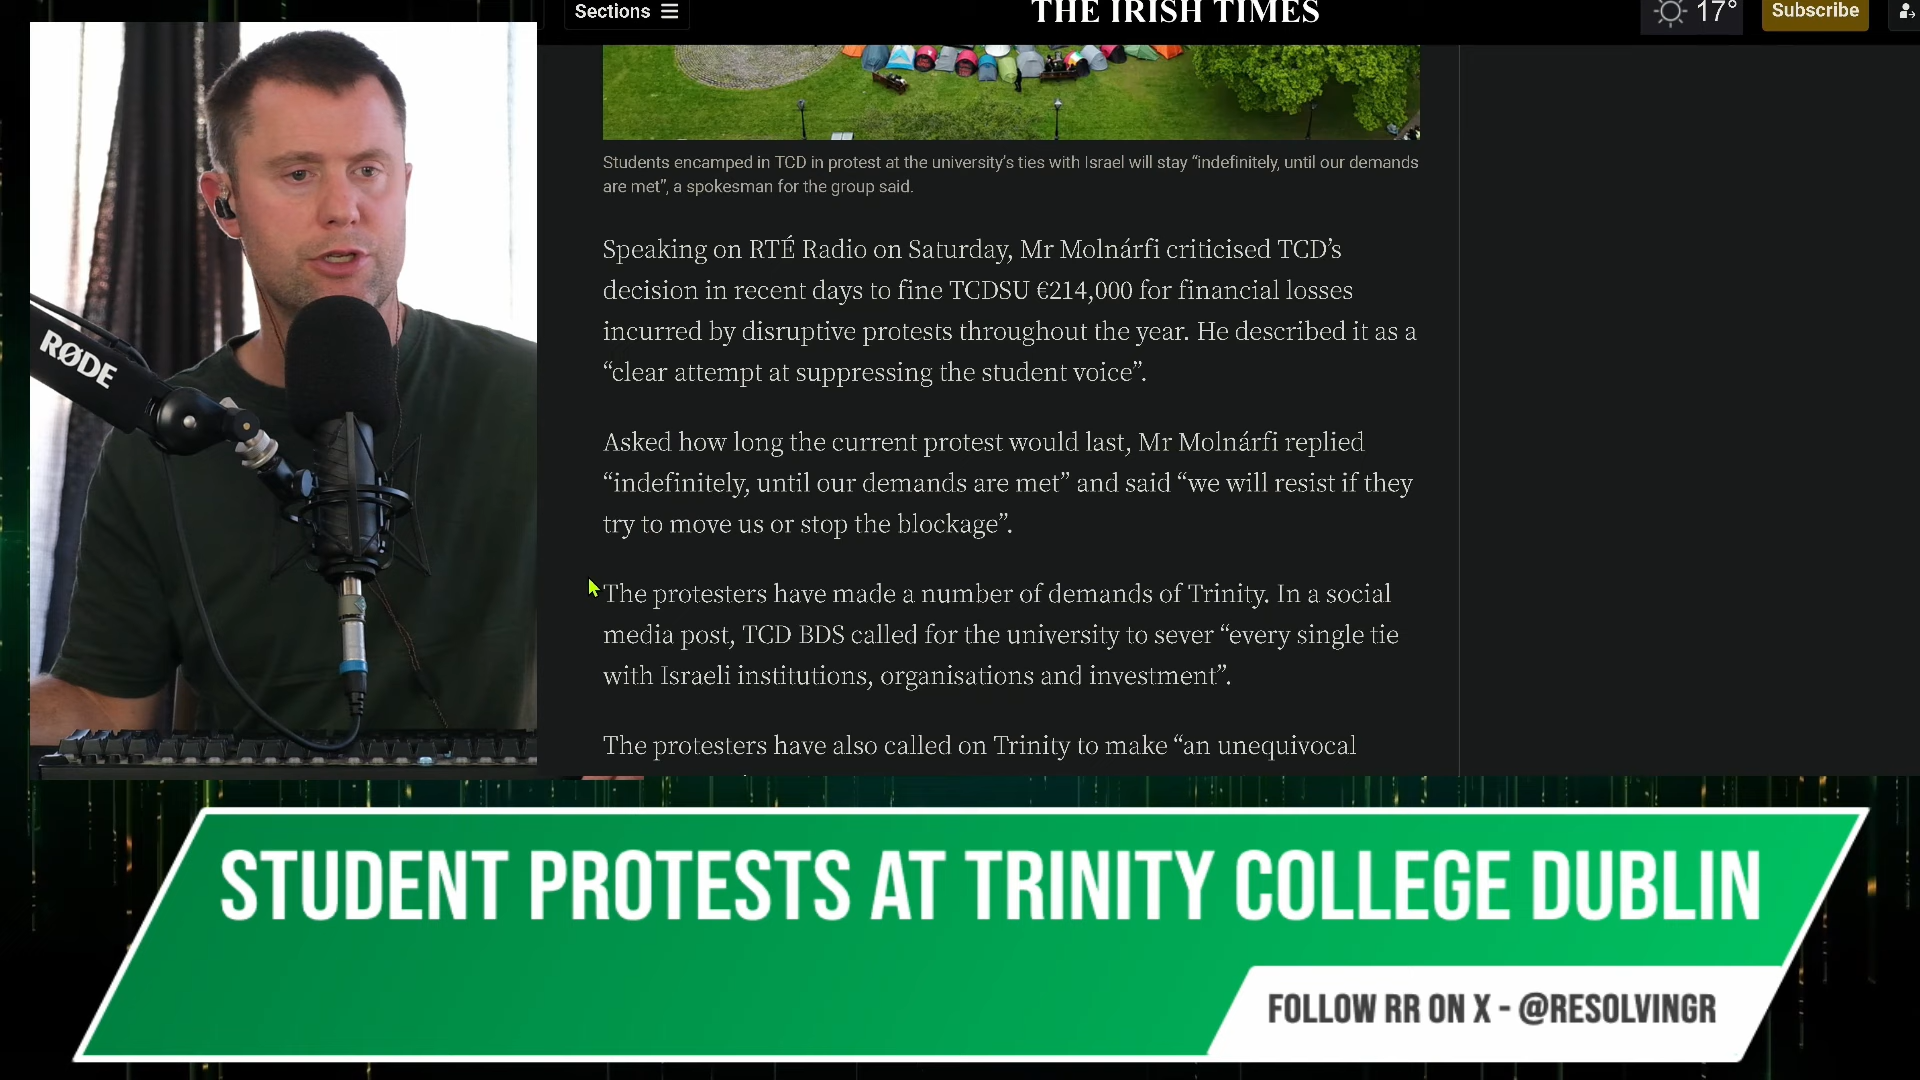 Sections
THE IRISH TIMES
17°
Subscribe
Students encamped in TCD in protest at the university’s ties with Israel will stay “indefinitely, until our demands
are met”, a spokesman for the group said.
Speaking on RTÉ Radio on Saturday, Mr Molnárfi criticised TCD’s
decision in recent days to fine TCDSU €214,000 for financial losses
incurred by disruptive protests throughout the year. He described it as a
“clear attempt at suppressing the student voice”.
Asked how long the current protest would last, Mr Molnárfi replied
“indefinitely, until our demands are met” and said “we will resist if they
try to move us or stop the blockage”.
The protesters have made a number of demands of Trinity. In a social
media post, TCD BDS called for the university to sever “every single tie
with Israeli institutions, organisations and investment”.
The protesters have also called on Trinity to make “an unequivocal
RØDE
STUDENT PROTESTS AT TRINITY COLLEGE DUBLIN
FOLLOW RR ON X - @RESOLVINGR